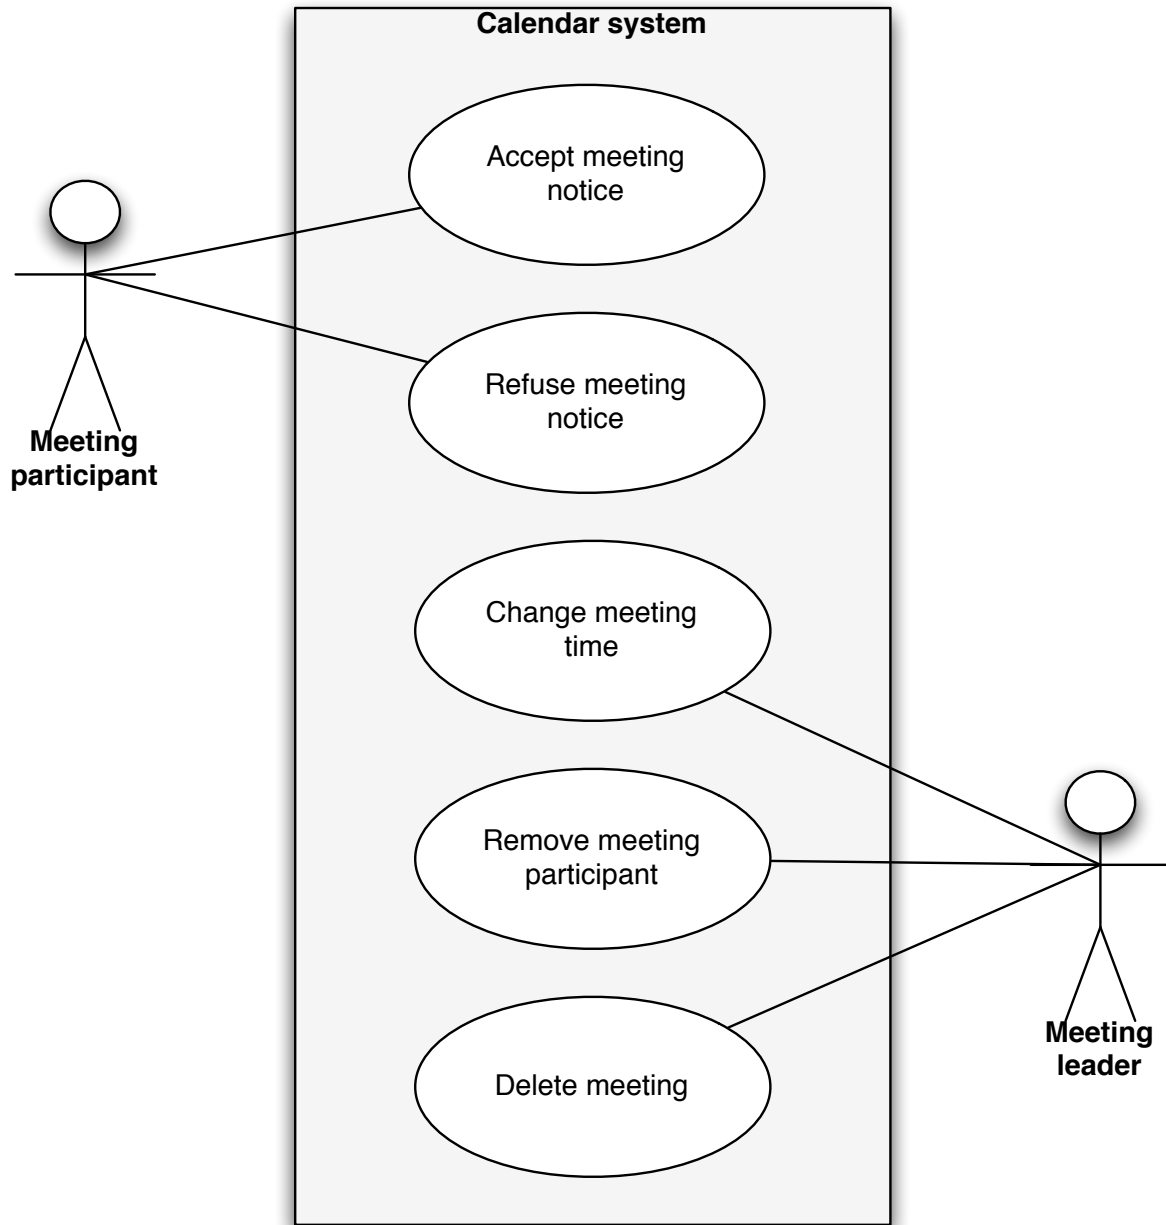 Calendar system
Accept meeting
notice
Refuse meeting
notice
Meeting
participant
Change meeting
time
Remove meeting
participant
Meeting
leader
Delete meeting